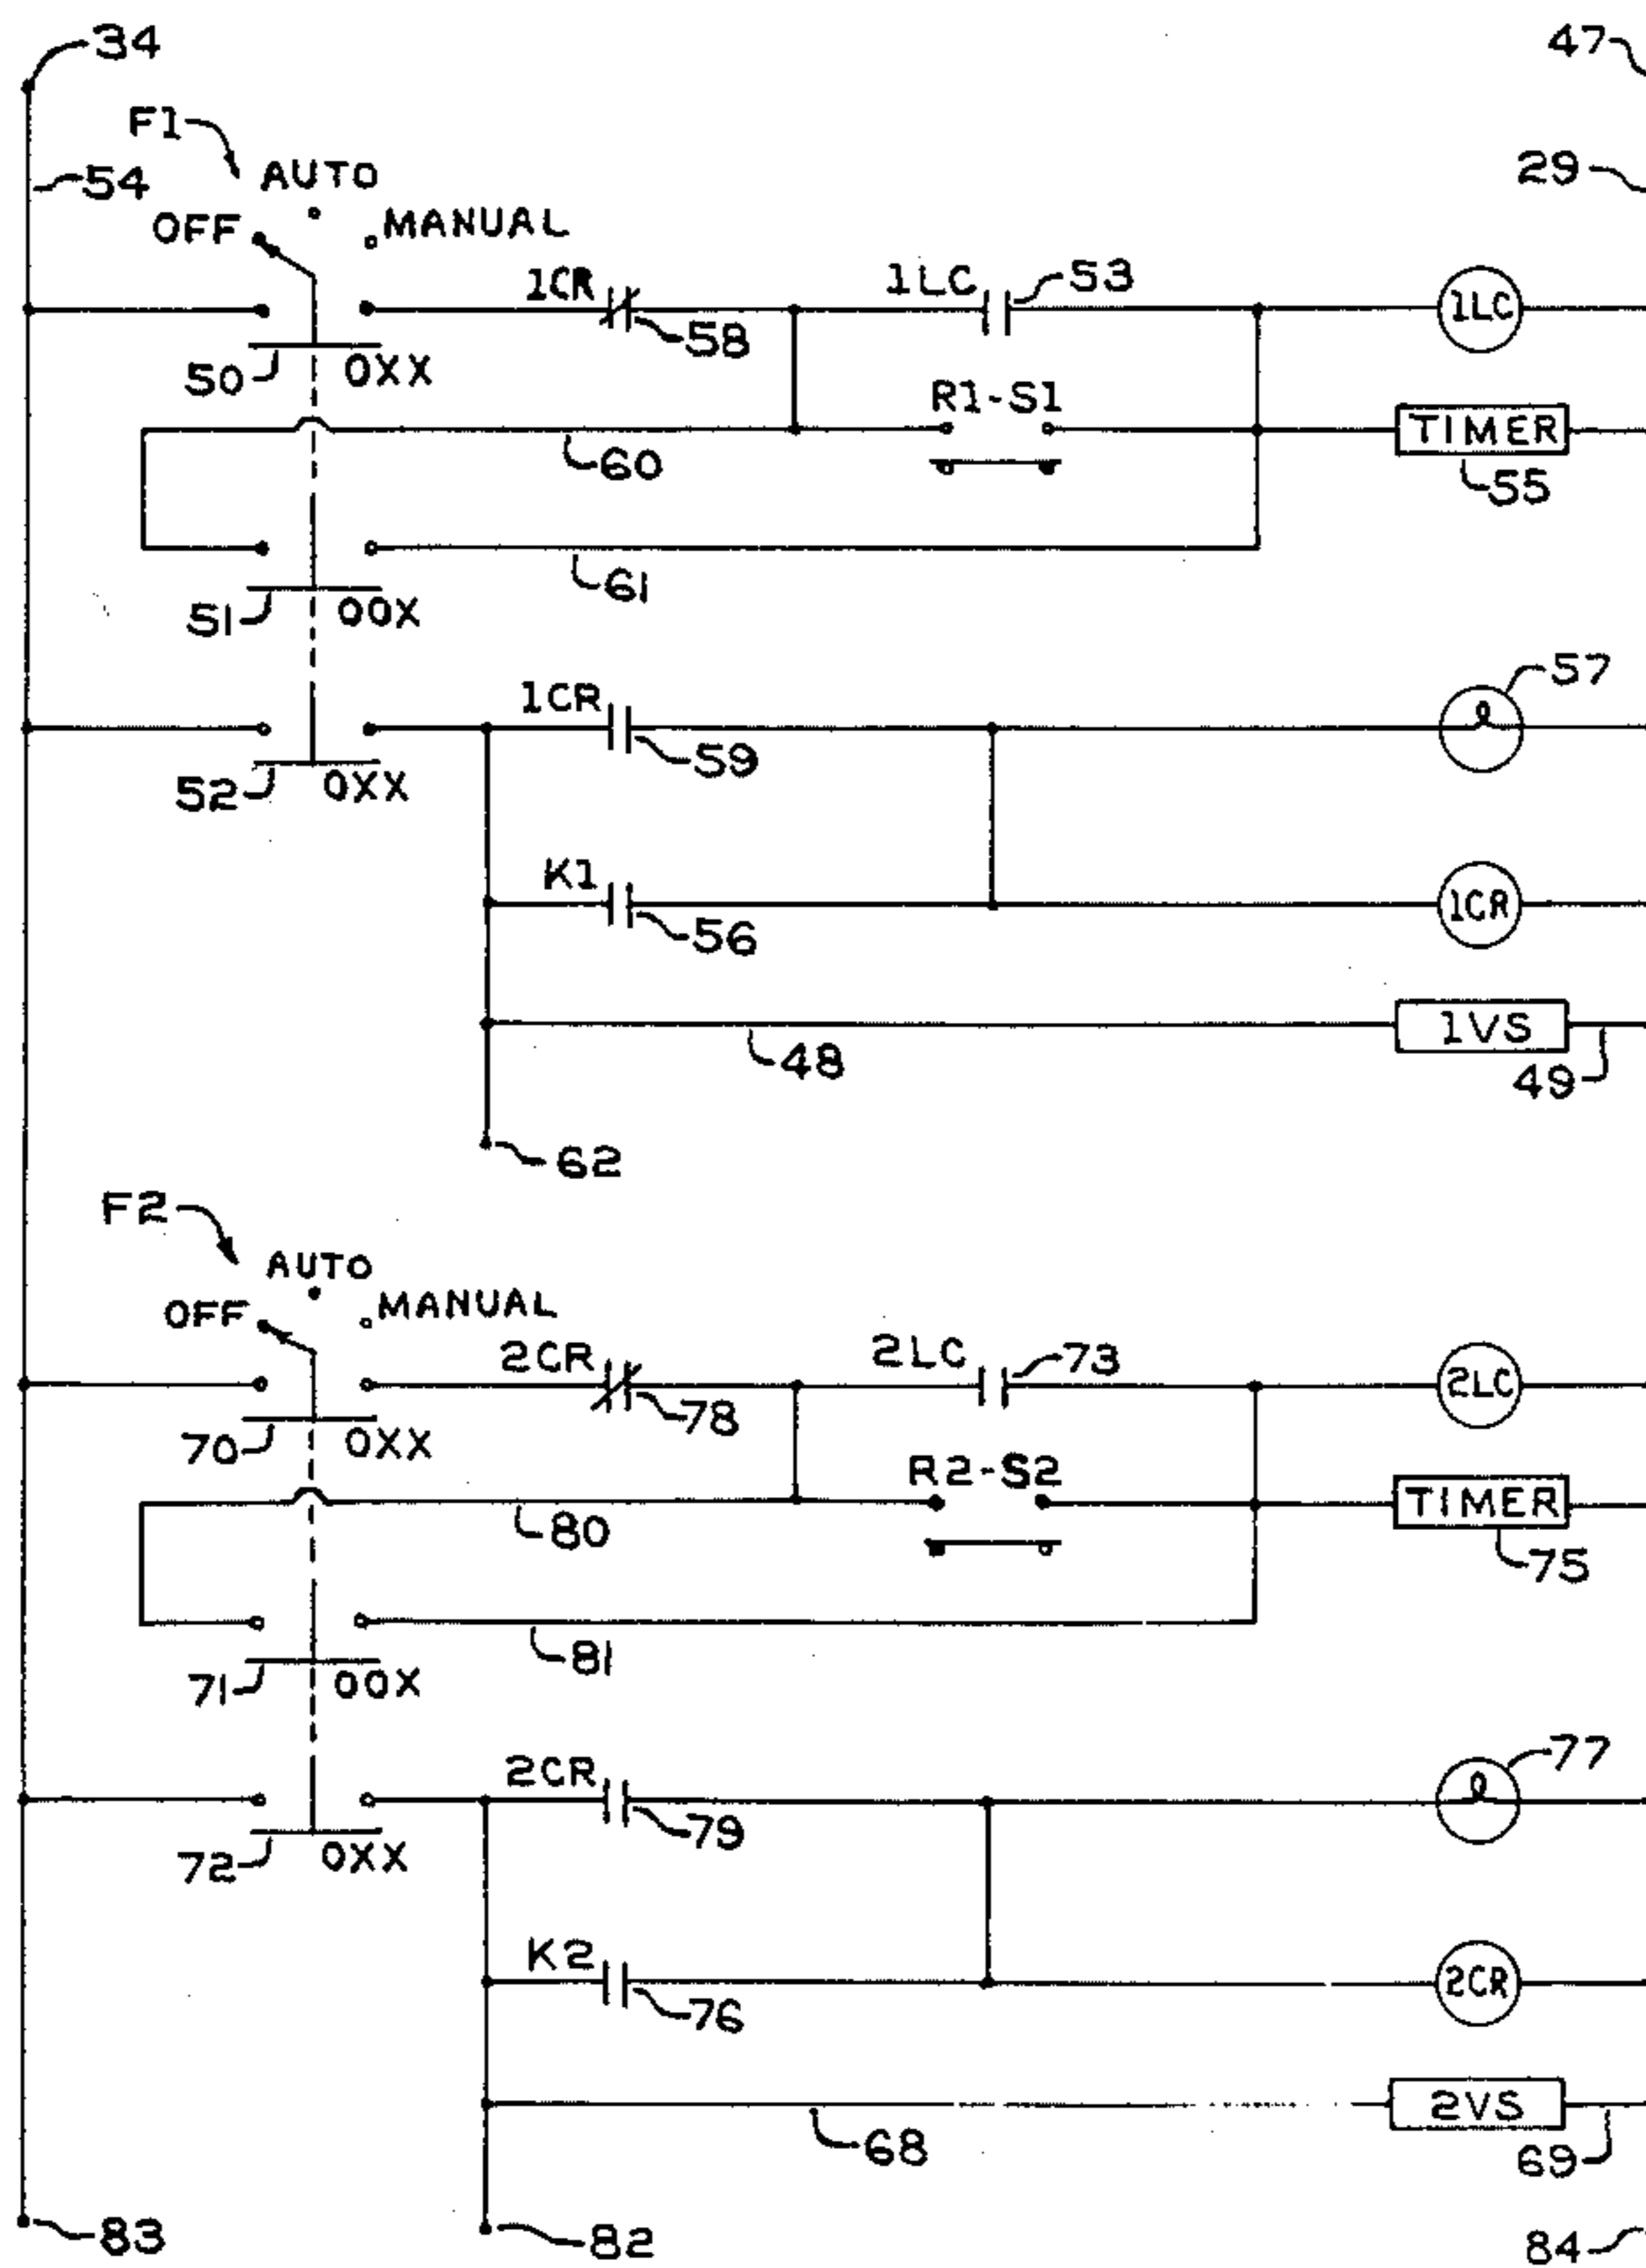 34
47
F1
AUTO
54
29
OFF
MANUAL
1CR
1LC
53
1LC
58
50
OXX
R1-S1
TIMER
60
55
61
51
OOX
1CR
57
59
52
OXX
K1
1CR
56
1VS
48
49
62
F2
AUTO
OFF
MANUAL
2CR
2LC
73
2LC
78
70
OXX
R2-S2
TIMER
80
75
81
71
OOX
2CR
77
79
72
OXX
K2
2CR
76
2VS
68
69
83
82
84